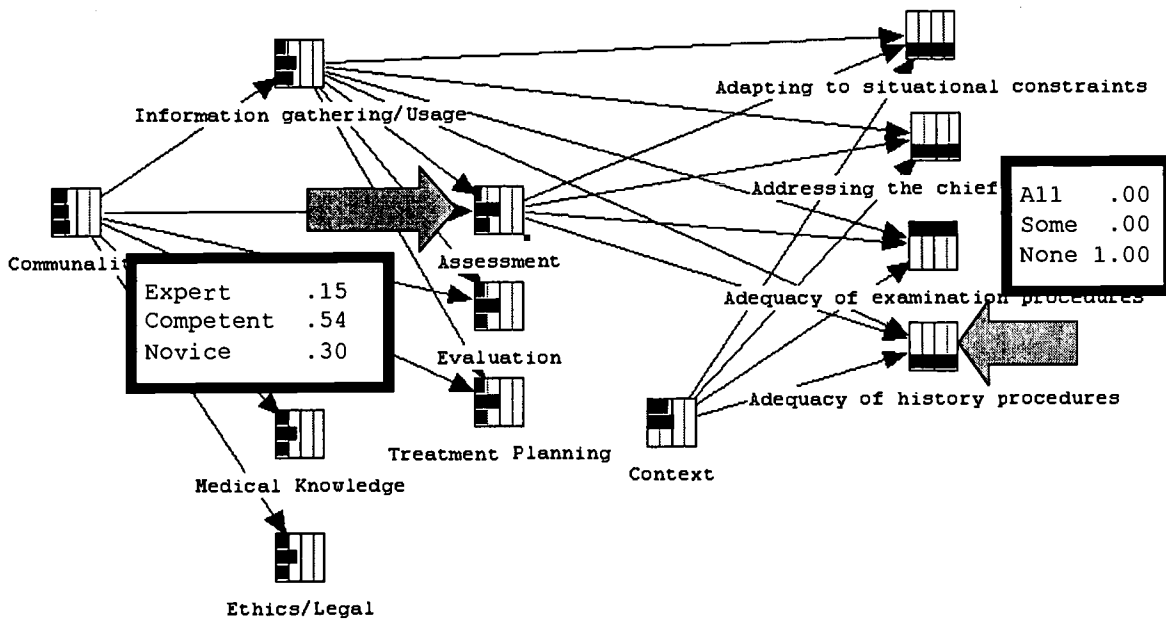 Adapting to situational constraints
Information gathering/Usage
Addressing the chief
All .00
Some .00
None 1.00
Communalit
Assessment
Expert .15
Competent .54
Novice .30
Adequacy of examination procedures
Evaluation
Adequacy of history procedures
Treatment Planning
Context
Medical Knowledge
Ethics/Legal